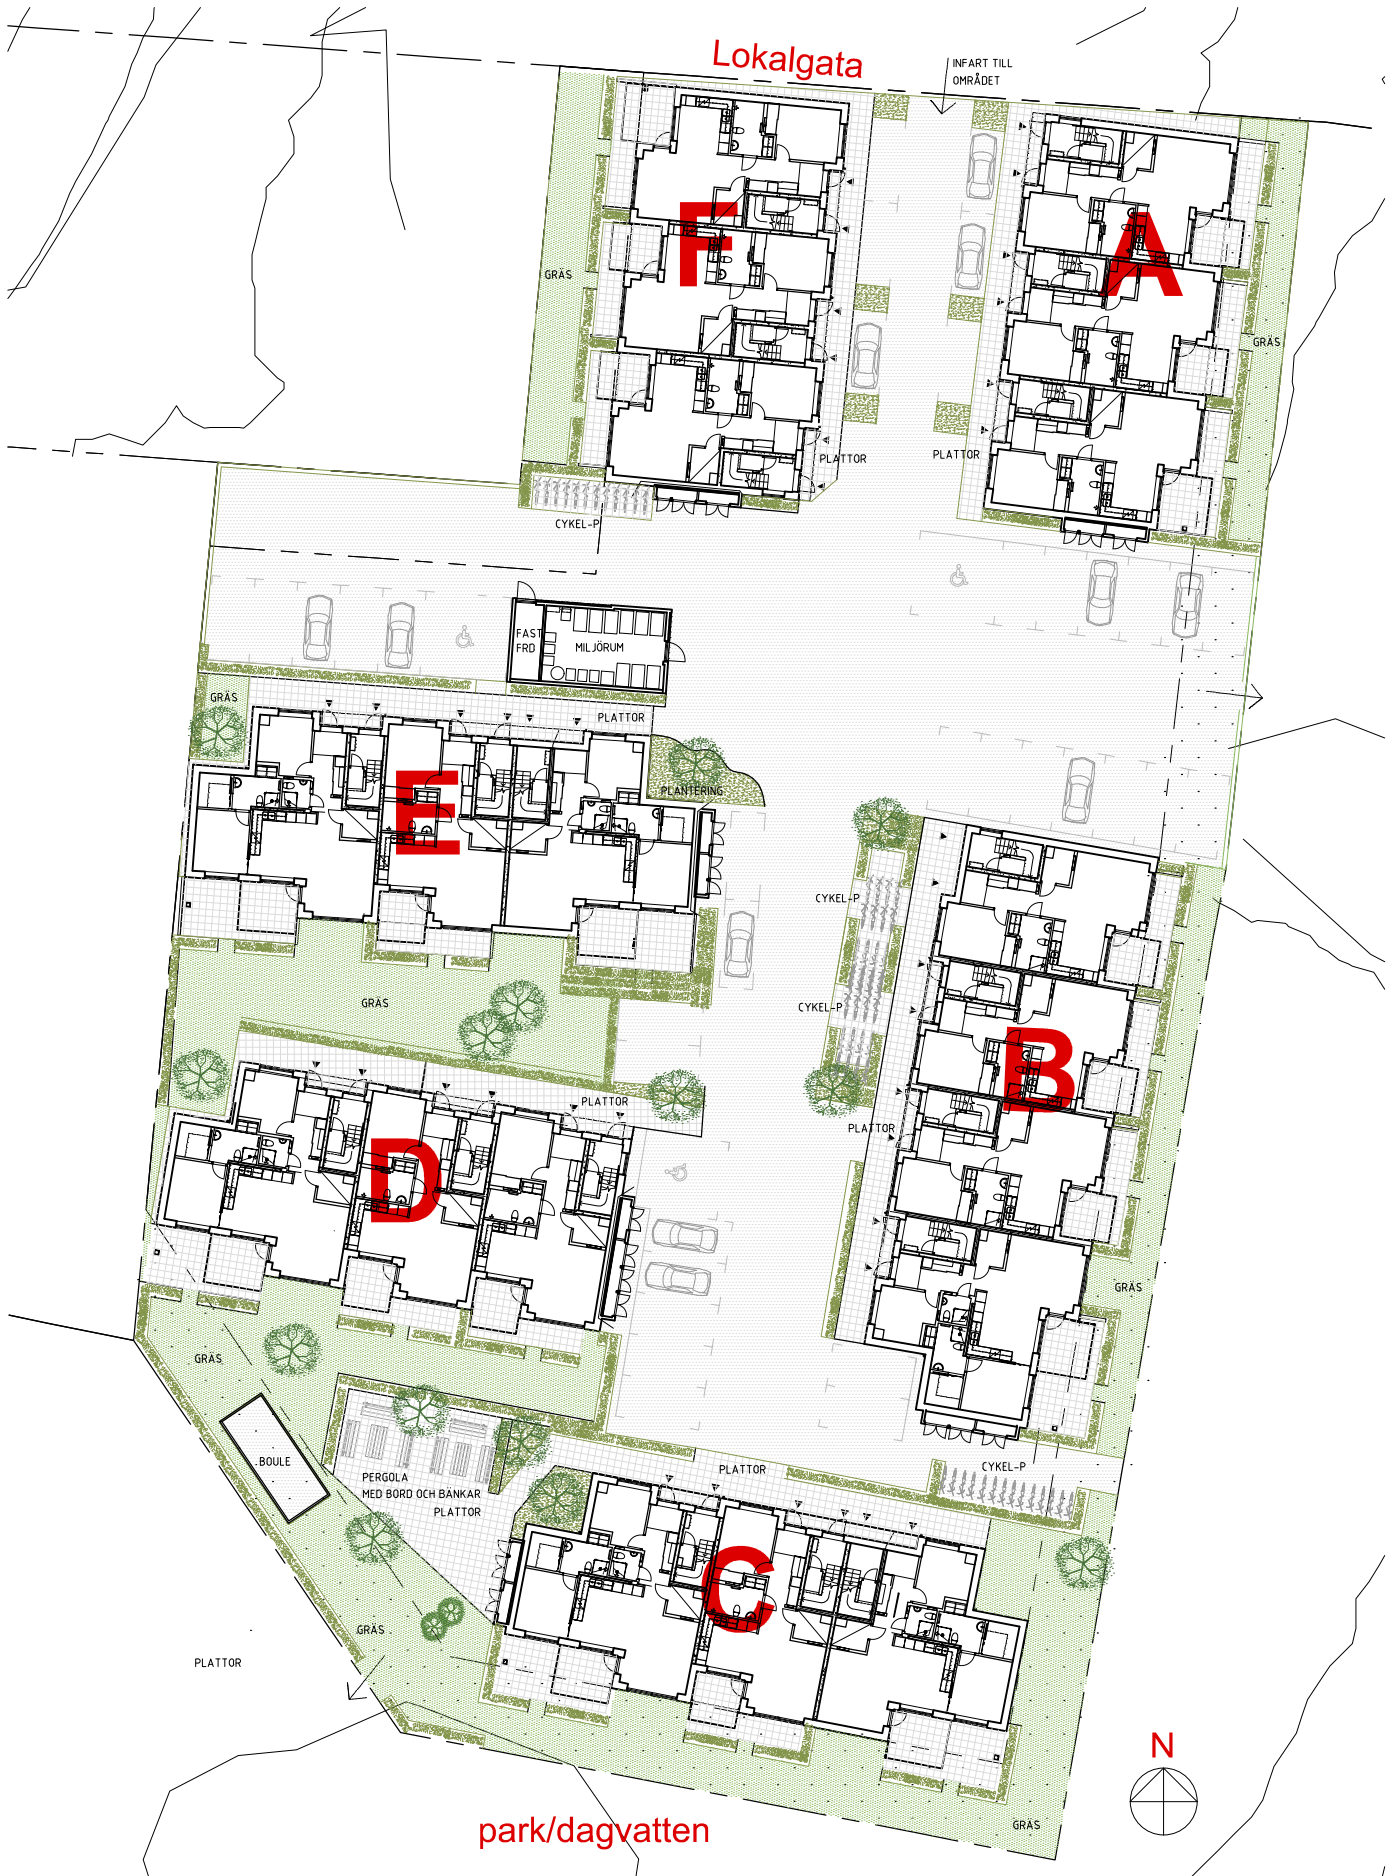 Lokalgata
INFART TILL
OMRÅDET
F
A
GRÄS
GRÄS
PLATTOR
PLATTOR
CYKEL-P
FAST
FRD
MILJÖRUM
GRÄS
PLATTOR
PLANTERING
E
CYKEL-P
CYKEL-P
GRÄS
B
PLATTOR
PLATTOR
D
GRÄS
GRÄS
BOULE
PERGOLA
MED BORD OCH BÄNKAR
PLATTOR
PLATTOR
CYKEL-P
C
GRÄS
PLATTOR
N
GRÄS
park/dagvatten